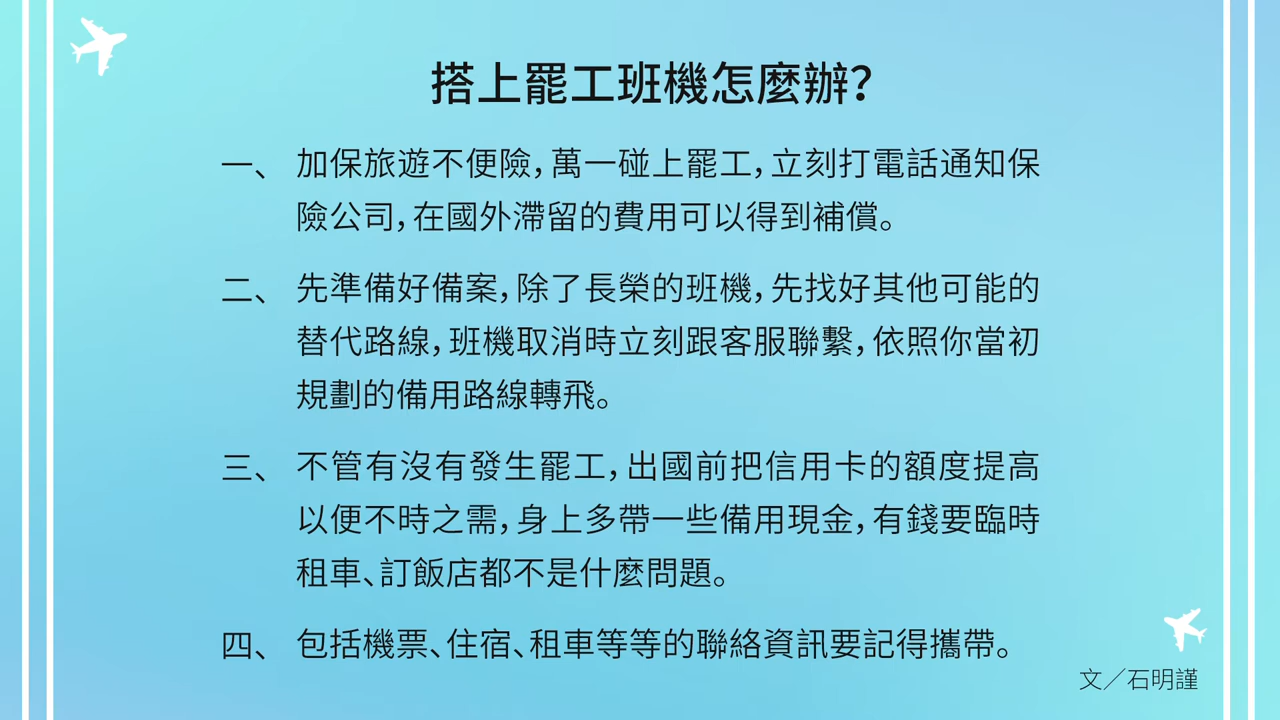 搭上罷工班機怎麼辦？
一、 加保旅遊不便險，萬一碰上罷工，立刻打電話通知保
險公司，在國外滯留的費用可以得到補償。
二、 先準備好備案，除了長榮的班機，先找好其他可能的
替代路線，班機取消時立刻跟客服聯繫，依照你當初
規劃的備用路線轉飛。
三、 不管有沒有發生罷工，出國前把信用卡的額度提高
以便不時之需，身上多帶一些備用現金，有錢要臨時
租車、訂飯店都不是什麼問題。
四、 包括機票、住宿、租車等等的聯絡資訊要記得攜帶。
文／石明謹